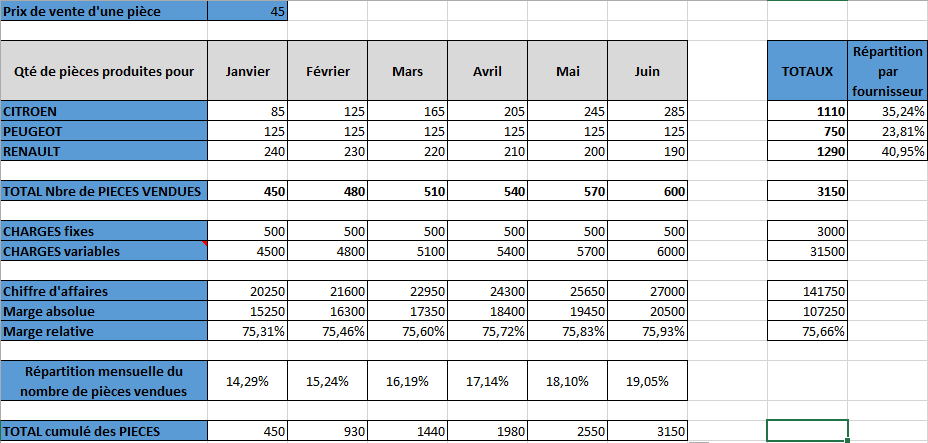 Prix de vente d'une pièce 45
Qté de pièces produites pour Janvier Février Mars Avril Mai Juin TOTAUX Répartition
par
fournisseur
CITROEN 85 125 165 205 245 285 1110 35,24%
PEUGEOT 125 125 125 125 125 125 750 23,81%
RENAULT 240 230 220 210 200 190 1290 40,95%
TOTAL Nbre de PIECES VENDUES 450 480 510 540 570 600 3150
CHARGES fixes 500 500 500 500 500 500 3000
CHARGES variables 4500 4800 5100 5400 5700 6000 31500
Chiffre d'affaires 20250 21600 22950 24300 25650 27000 141750
Marge absolue 15250 16300 17350 18400 19450 20500 107250
Marge relative 75,31% 75,46% 75,60% 75,72% 75,83% 75,93% 75,66%
Répartition mensuelle du
nombre de pièces vendues 14,29% 15,24% 16,19% 17,14% 18,10% 19,05%
TOTAL cumulé des PIECES 450 930 1440 1980 2550 3150